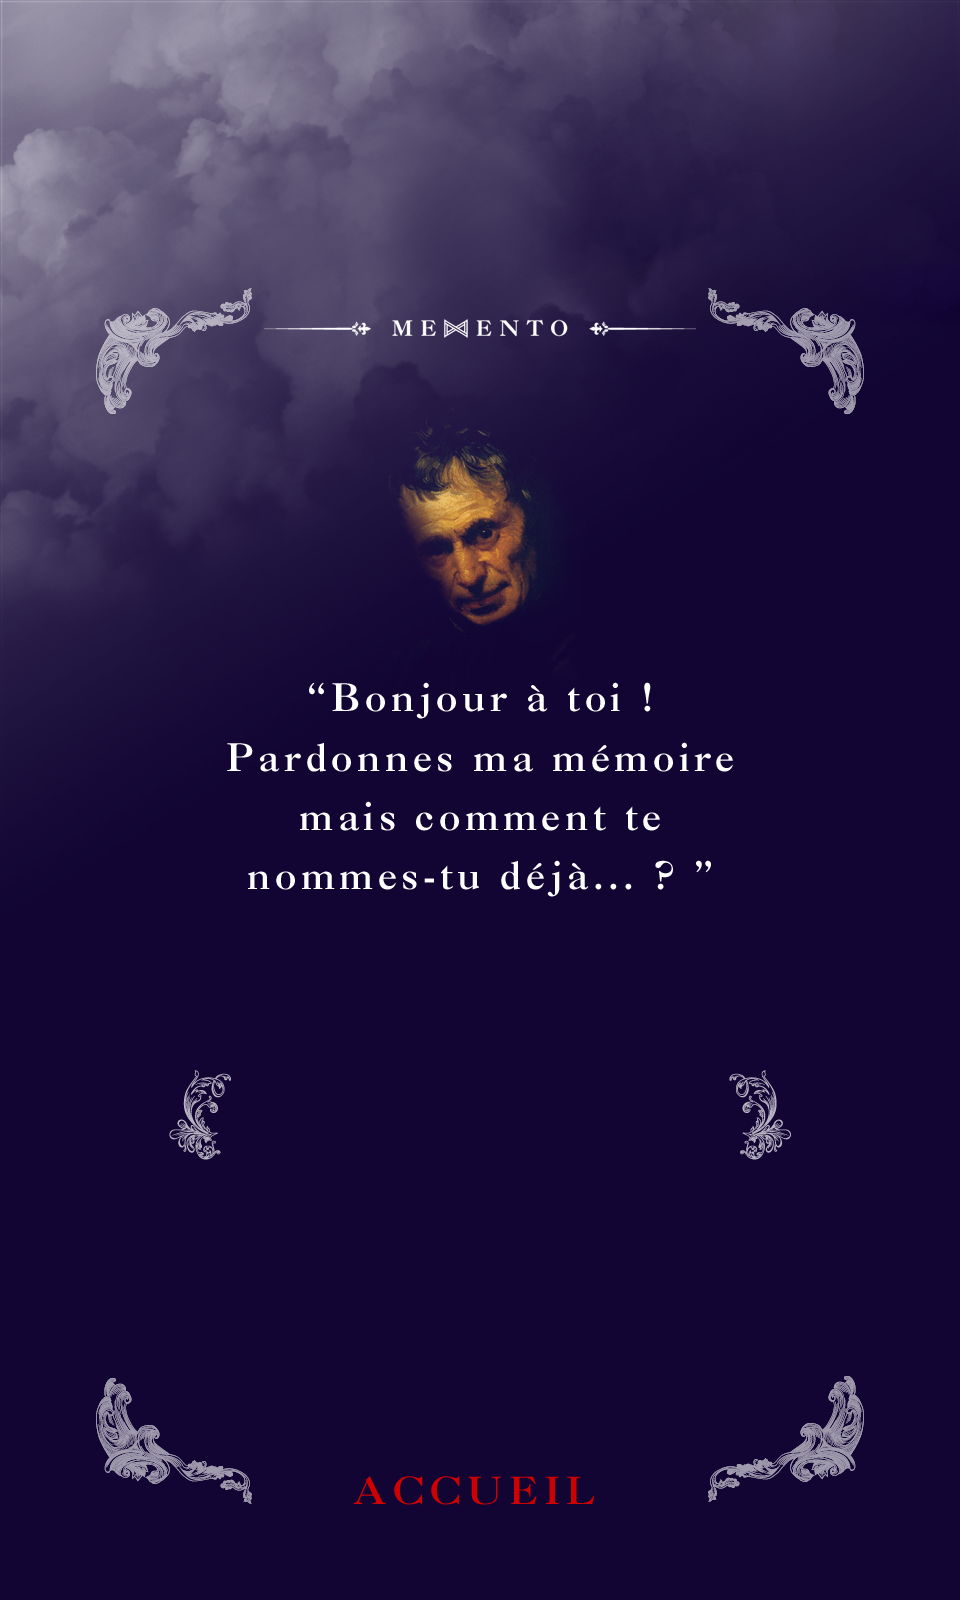 MEMENTO
“Bonjour à toi !
Pardonnes ma mémoire
mais comment te
nommes-tu déjà... ? ”
ACCUEIL